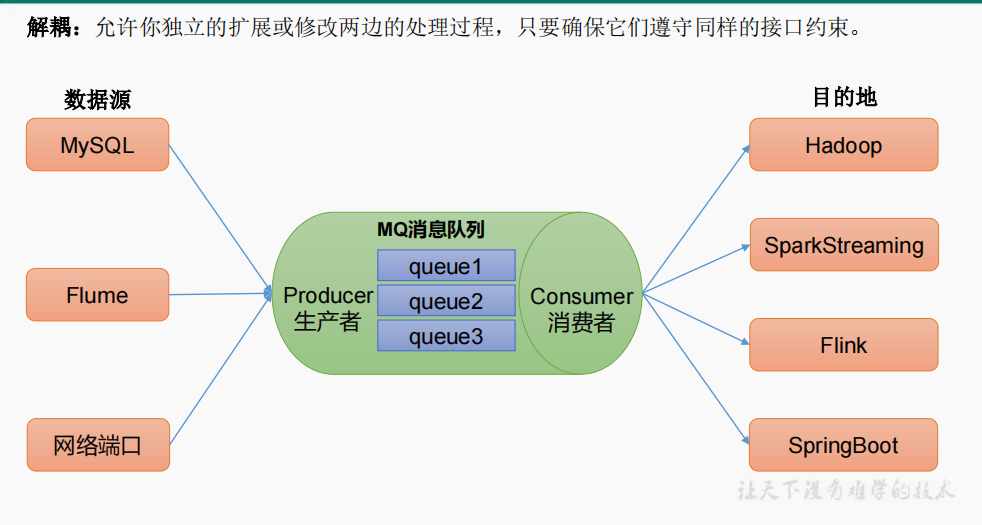 解耦：允许你独立的扩展或修改两边的处理过程，只要确保它们遵守同样的接口约束。
数据源
目的地
MySQL
Flume
网络端口
MQ消息队列
Producer
生产者
queue1
queue2
queue3
Consumer
消费者
Hadoop
SparkStreaming
Flink
SpringBoot
让天下没有难学的技术